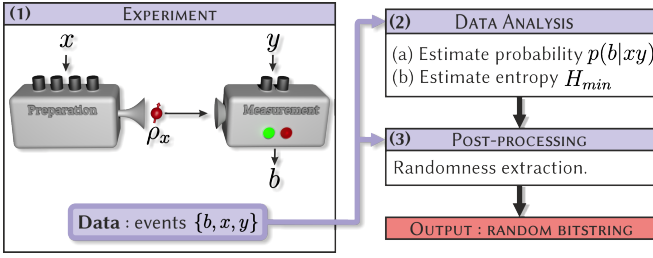 (1) EXPERIMENT
x
y
Preparation
Measurement
ρx
b
Data : events {b, x, y}
(2) DATA ANALYSIS
(a) Estimate probability p(b|xy)
(b) Estimate entropy Hmin
(3) POST-PROCESSING
Randomness extraction.
OUTPUT : RANDOM BITSTRING